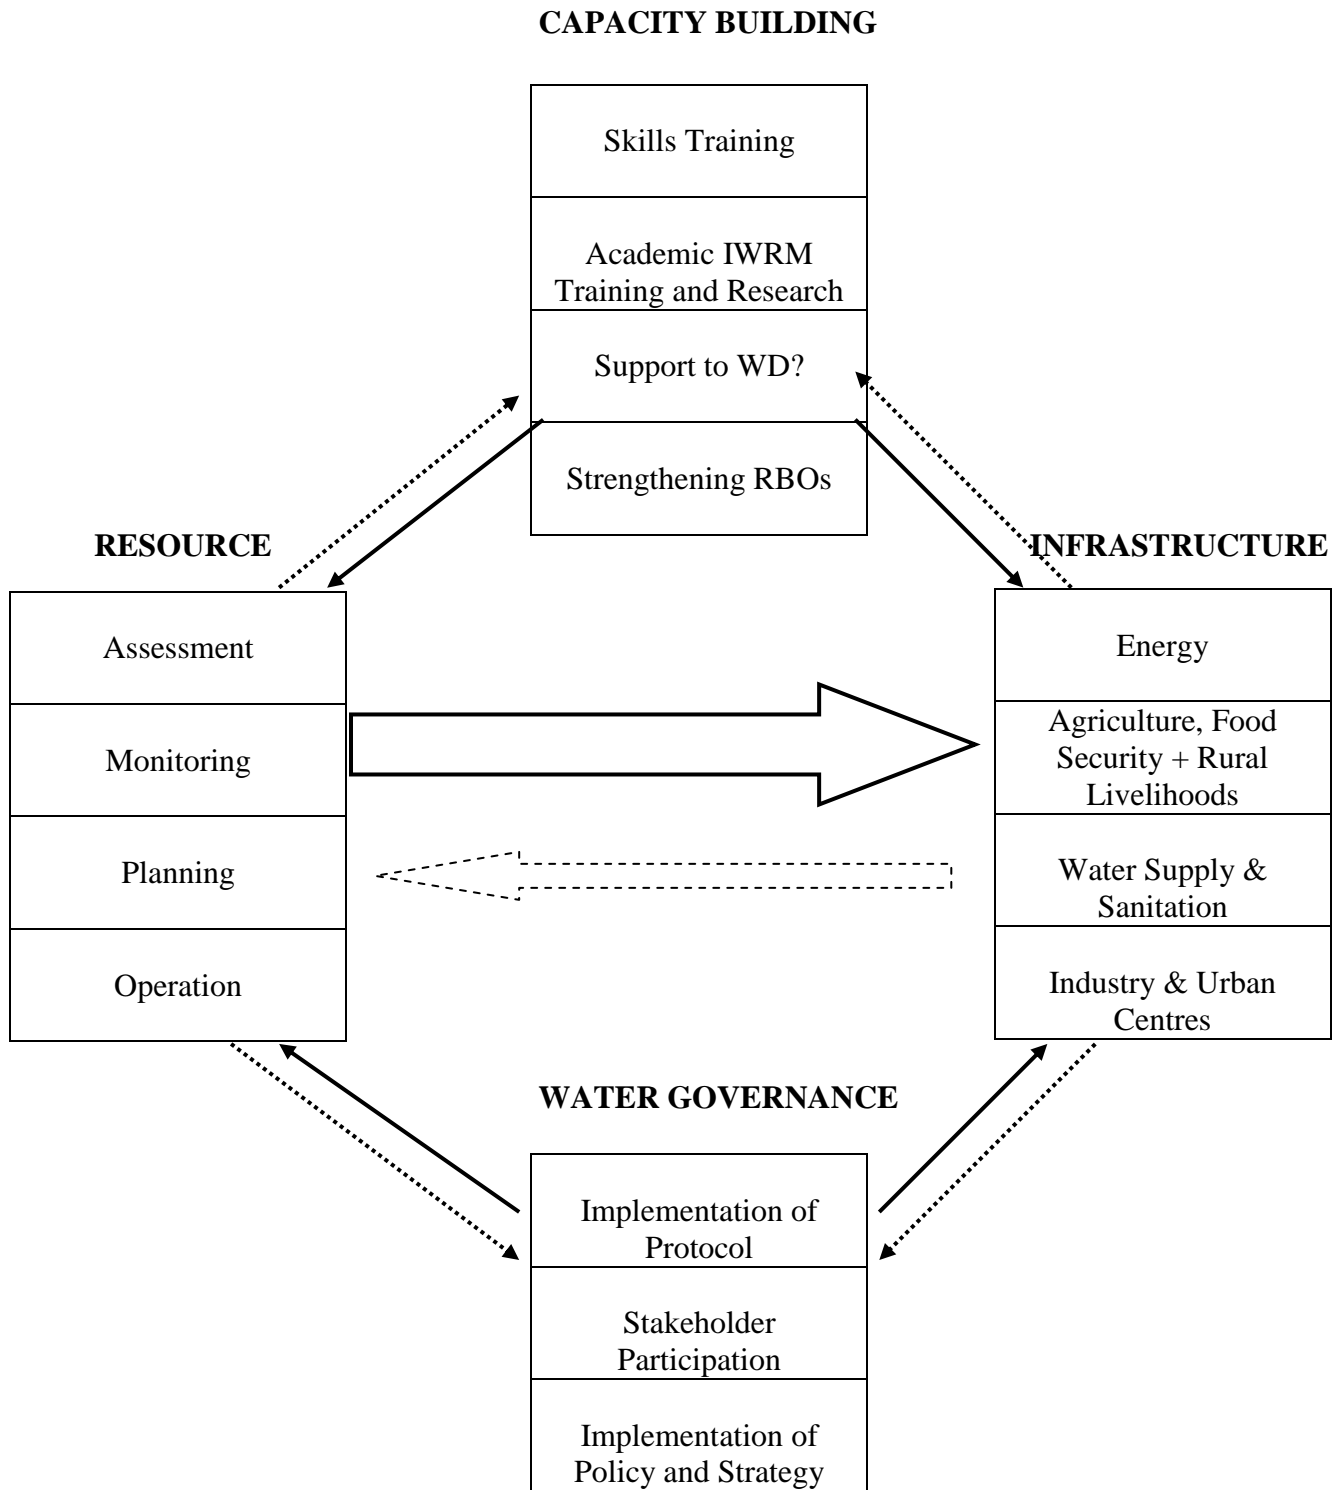 CAPACITY BUILDING
Skills Training
Academic IWRM
Training and Research
Support to WD?
Strengthening RBOs
RESOURCE
Assessment
Monitoring
Planning
Operation
INFRASTRUCTURE
Energy
Agriculture, Food
Security + Rural
Livelihoods
Water Supply &
Sanitation
Industry & Urban
Centres
WATER GOVERNANCE
Implementation of
Protocol
Stakeholder
Participation
Implementation of
Policy and Strategy